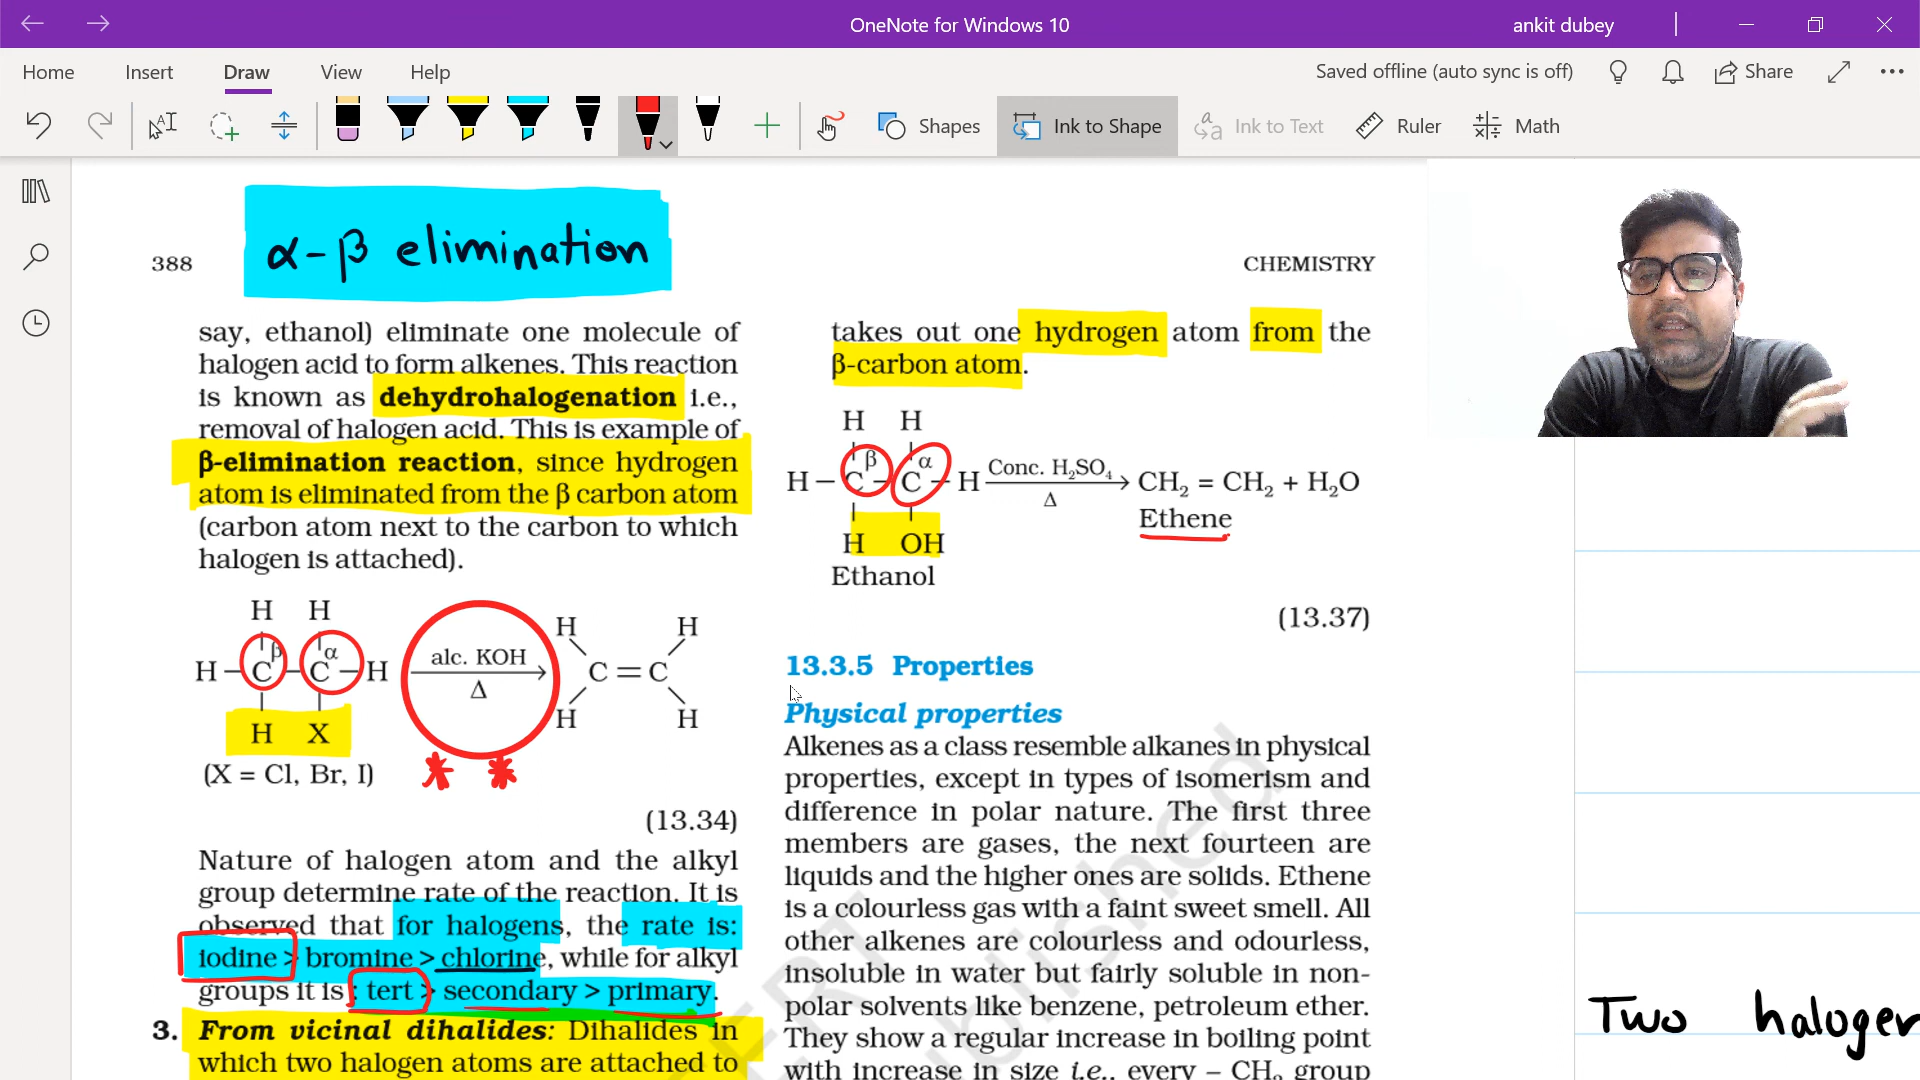 OneNote for Windows 10
ankit dubey
Home Insert Draw View Help
Saved offline (auto sync is off)
Share
Shapes
Ink to Shape
Ink to Text
Ruler
Math
α-β elimination
388
CHEMISTRY
say, ethanol) eliminate one molecule of
halogen acid to form alkenes. This reaction
is known as dehydrohalogenation i.e.,
removal of halogen acid. This is example of
β-elimination reaction, since hydrogen
atom is eliminated from the β carbon atom
(carbon atom next to the carbon to which
halogen is attached).
H H
β α
H – C – C – H
H X
(X = Cl, Br, I)
alc. KOH
Δ
H H
C = C
H H
(13.34)
Nature of halogen atom and the alkyl
group determine rate of the reaction. It is
observed that for halogens, the rate is:
iodine > bromine > chlorine, while for alkyl
groups it is : tert > secondary > primary.
3. From vicinal dihalides: Dihalides in
which two halogen atoms are attached to
takes out one hydrogen atom from the
β-carbon atom.
H H
β α
H – C – C – H Conc. H₂SO₄ → CH₂ = CH₂ + H₂O
Δ
Ethene
H OH
Ethanol
(13.37)
13.3.5 Properties
Physical properties
Alkenes as a class resemble alkanes in physical
properties, except in types of isomerism and
difference in polar nature. The first three
members are gases, the next fourteen are
liquids and the higher ones are solids. Ethene
is a colourless gas with a faint sweet smell. All
other alkenes are colourless and odourless,
insoluble in water but fairly soluble in non-
polar solvents like benzene, petroleum ether.
They show a regular increase in boiling point
with increase in size i.e., every – CH₂ group
Two halogen